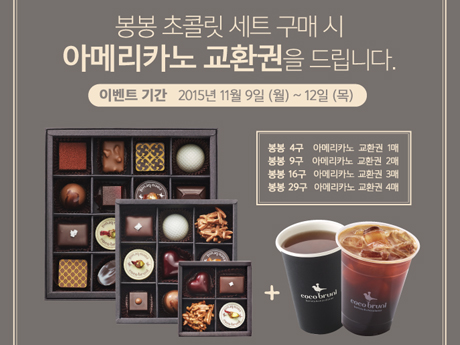 봉봉 초콜릿 세트 구매 시
아메리카노 교환권을 드립니다.
이벤트 기간 2015년 11월 9일 (월) ~ 12일 (목)
봉봉 4구 아메리카노 교환권 1매
봉봉 9구 아메리카노 교환권 2매
봉봉 16구 아메리카노 교환권 3매
봉봉 29구 아메리카노 교환권 4매
+
coco bruni
coco bruni